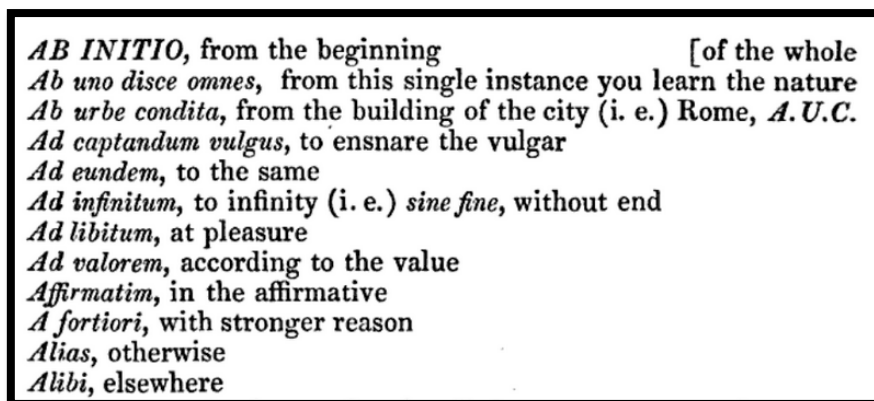 AB INITIO, from the beginning [of the whole
Ab uno disce omnes, from this single instance you learn the nature
Ab urbe condita, from the building of the city (i. e.) Rome, A. U. C.
Ad captandum vulgus, to ensnare the vulgar
Ad eundem, to the same
Ad infinitum, to infinity (i. e.) sine fine, without end
Ad libitum, at pleasure
Ad valorem, according to the value
Affirmatim, in the affirmative
A fortiori, with stronger reason
Alias, otherwise
Alibi, elsewhere